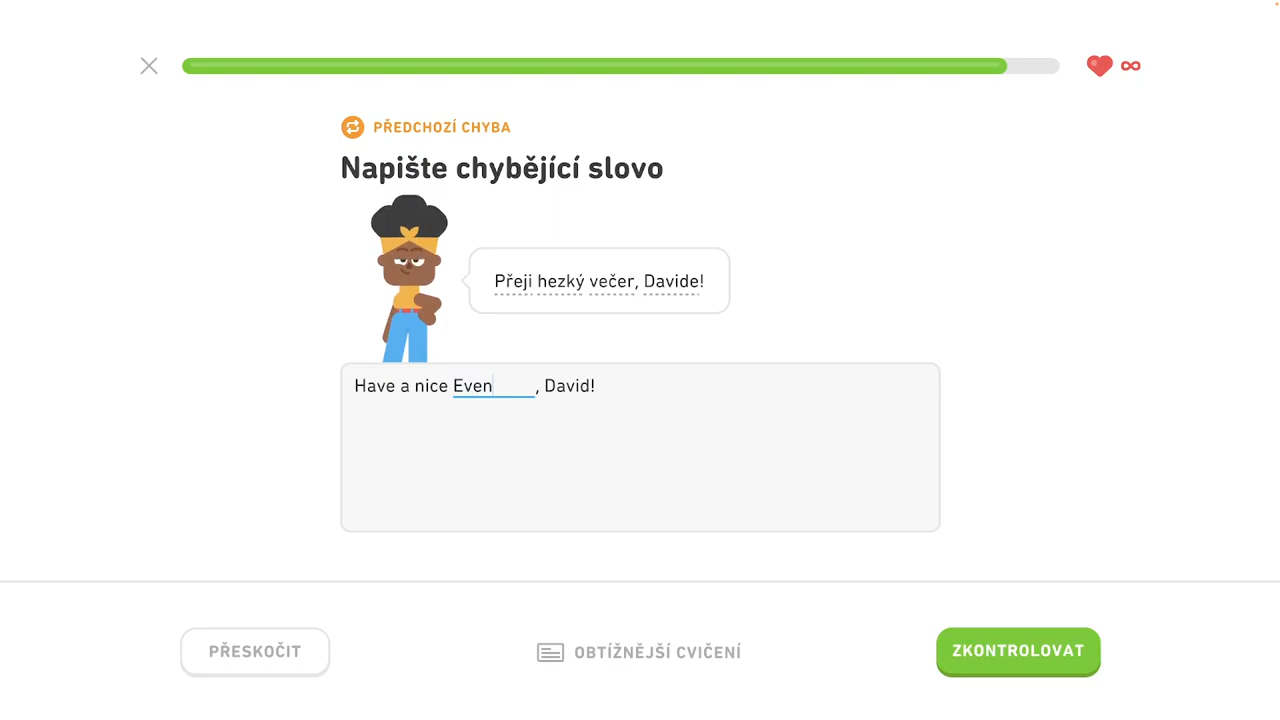 PŘEDCHOZÍ CHYBA
Napište chybějící slovo
Přeji hezký večer, Davide!
Have a nice Even, David!
PŘESKOČIT
OBTÍŽNĚJŠÍ CVIČENÍ
ZKONTROLOVAT